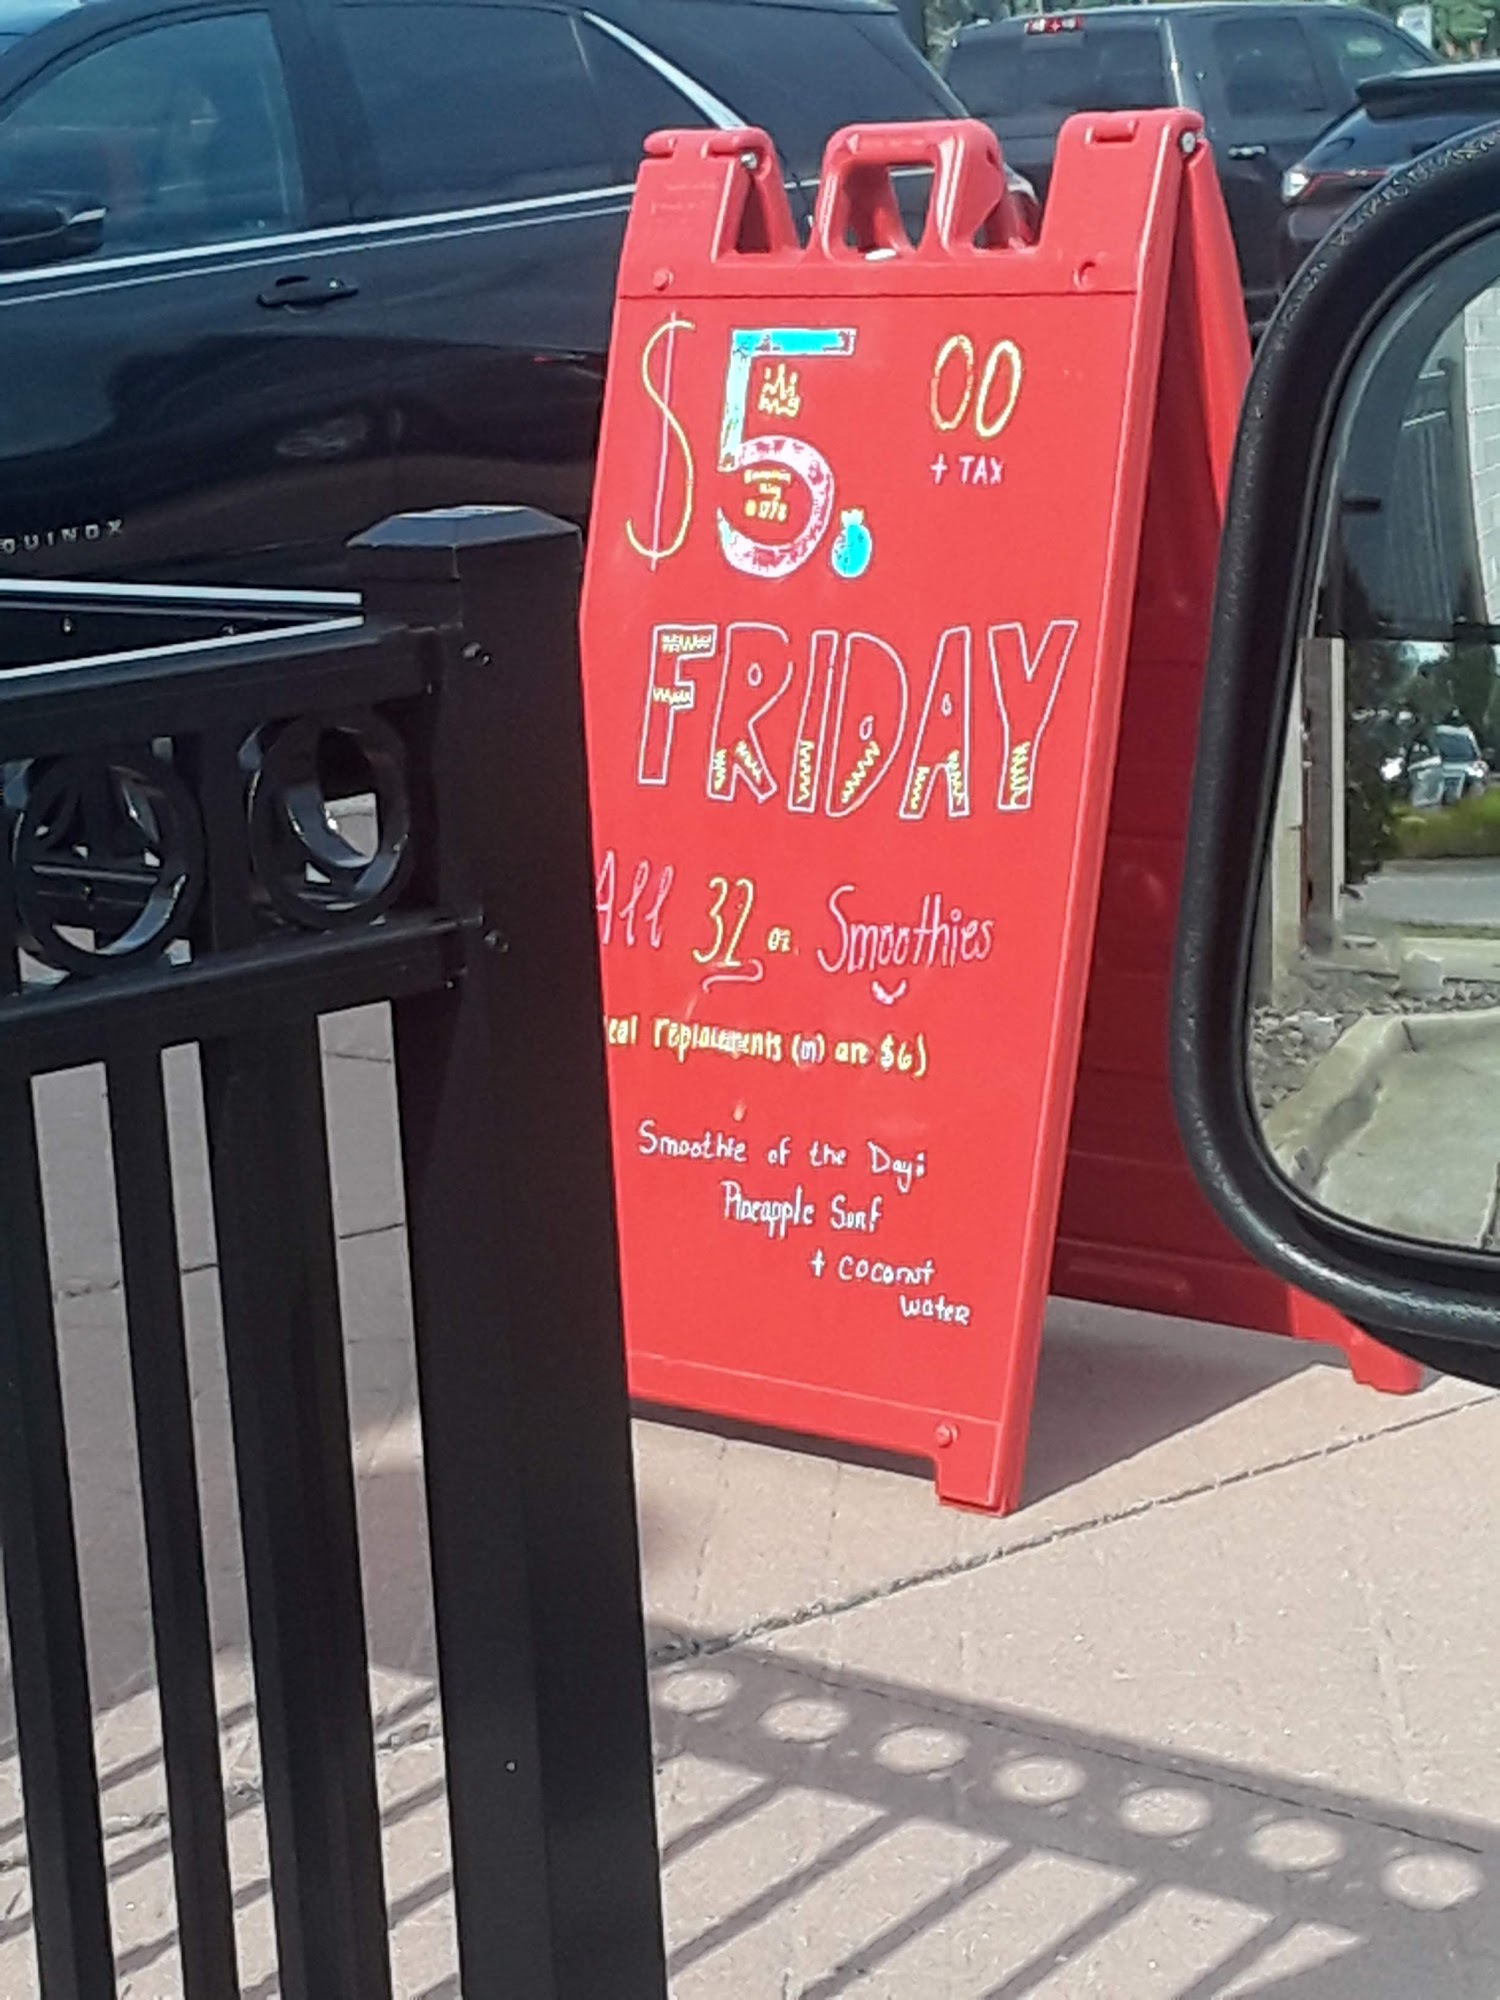 $5.00
+ TAX
FRIDAY
All 32 oz. Smoothies
eal replacements (m) are $6)
Smoothie of the Day:
Pineapple Surf
+ coconut
water
QUINOX